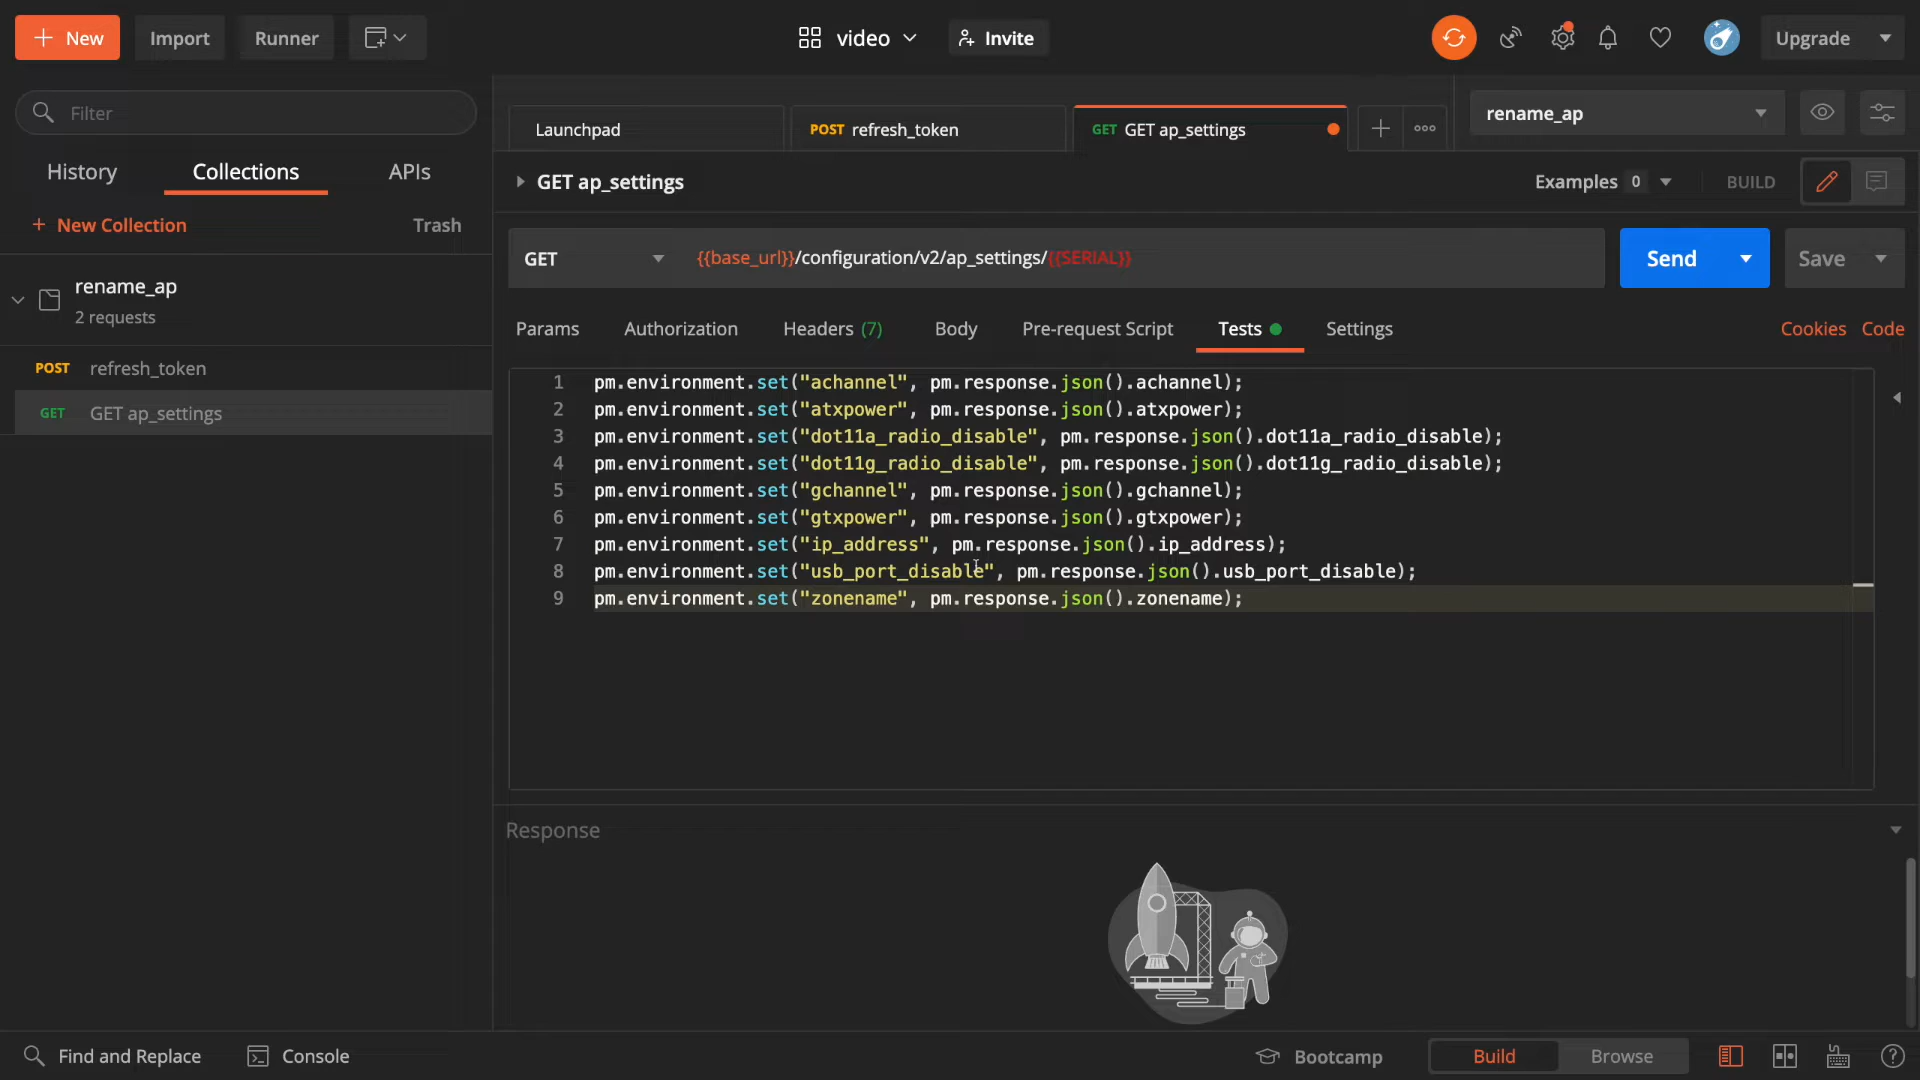 New
Import
Runner
video
Invite
Upgrade
Filter
Launchpad
POST refresh_token
GET GET ap_settings
rename_ap
History
Collections
APIs
GET ap_settings
Examples 0
BUILD
+ New Collection
Trash
GET
{{base_url}}/configuration/v2/ap_settings/{{SERIAL}}
Send
Save
rename_ap
2 requests
Params
Authorization
Headers (7)
Body
Pre-request Script
Tests
Settings
Cookies
Code
POST refresh_token
GET GET ap_settings
1 pm.environment.set("achannel", pm.response.json().achannel);
2 pm.environment.set("atxpower", pm.response.json().atxpower);
3 pm.environment.set("dot11a_radio_disable", pm.response.json().dot11a_radio_disable);
4 pm.environment.set("dot11g_radio_disable", pm.response.json().dot11g_radio_disable);
5 pm.environment.set("gchannel", pm.response.json().gchannel);
6 pm.environment.set("gtxpower", pm.response.json().gtxpower);
7 pm.environment.set("ip_address", pm.response.json().ip_address);
8 pm.environment.set("usb_port_disable", pm.response.json().usb_port_disable);
9 pm.environment.set("zonename", pm.response.json().zonename);
Response
Find and Replace
Console
Bootcamp
Build
Browse